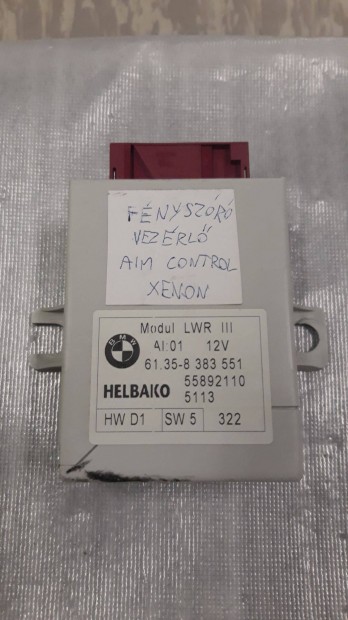 FÉNYSZÓRÓ
VEZÉRLŐ
AIM CONTROL
XENON
Modul LWR III
BMW
AI:01 12V
61.35-8 383 551
HELBAKO 55892110
5113
HW D1 SW 5 322